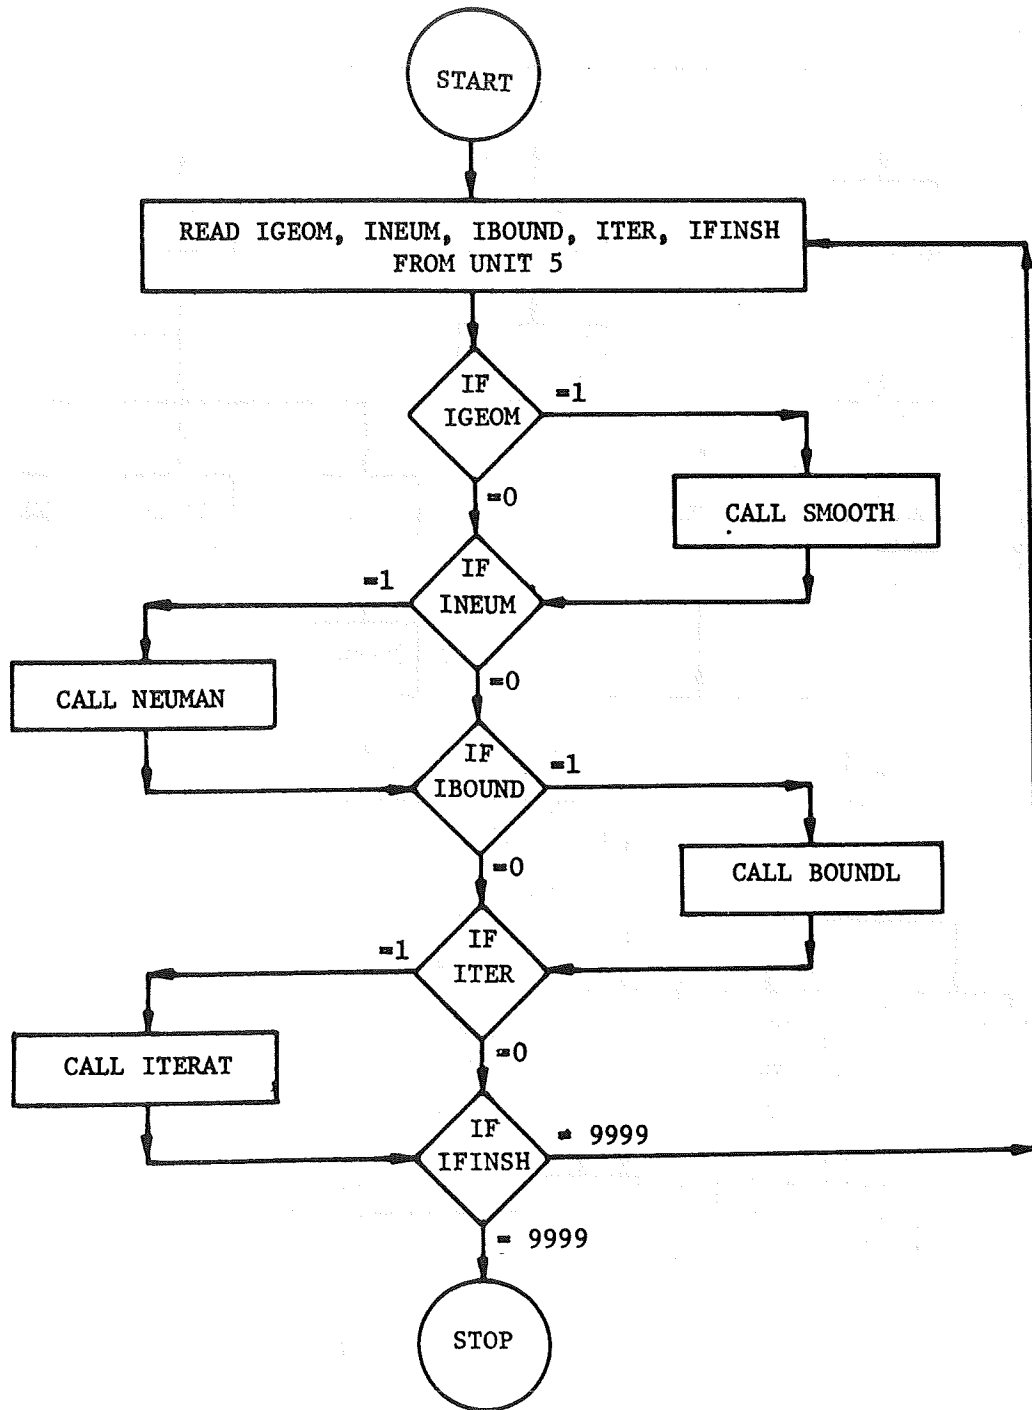 START
READ IGEOM, INEUM, IBOUND, ITER, IFINSH
FROM UNIT 5
IF
IGEOM
=1
=0
CALL SMOOTH
IF
INEUM
=1
=0
CALL NEUMAN
IF
IBOUND
=1
=0
CALL BOUNDL
IF
ITER
=1
=0
CALL ITERAT
IF
IFINSH
≠ 9999
= 9999
STOP